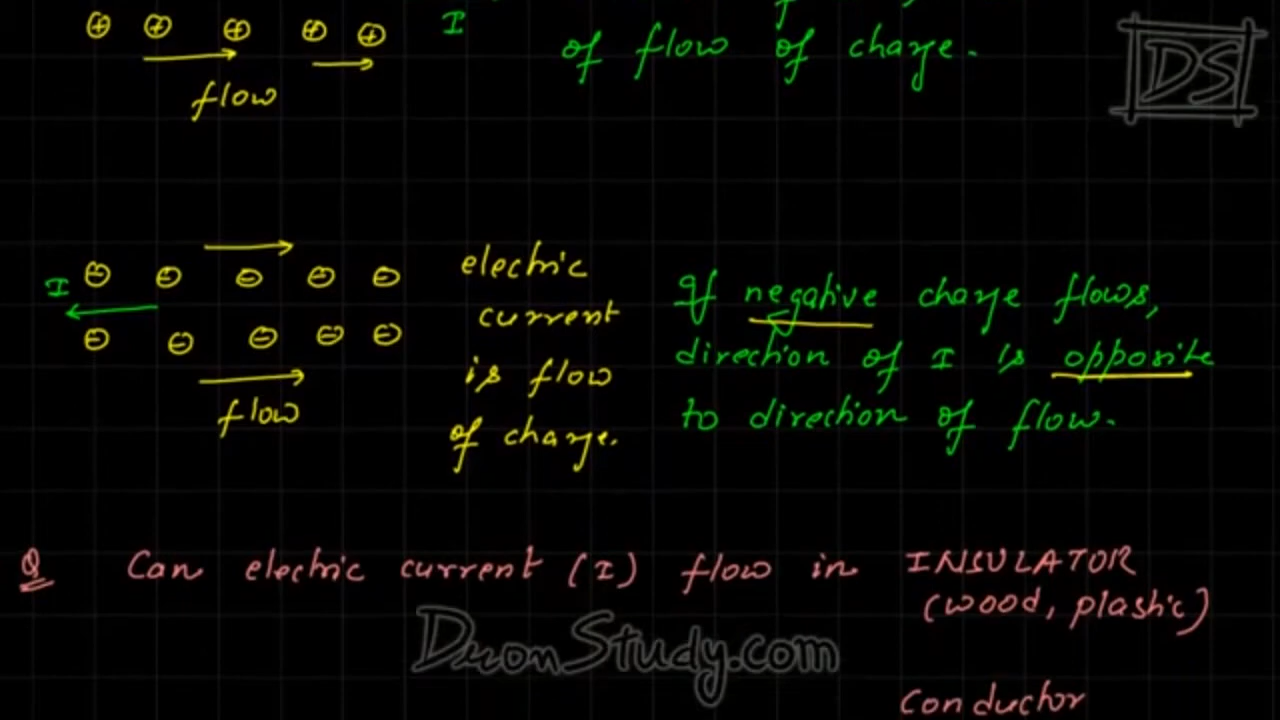 ⊕ ⊕ ⊕ ⊕ ⊕
I
of flow of charge.
flow
DS
⊖ ⊖ ⊖ ⊖ ⊖
I
⊖ ⊖ ⊖ ⊖ ⊖
flow
electric
current
is flow
of charge.
If negative charge flows,
direction of I is opposite
to direction of flow.
Q Can electric current (I) flow in INSULATOR
(wood, plastic)
DronStudy.com
conductor